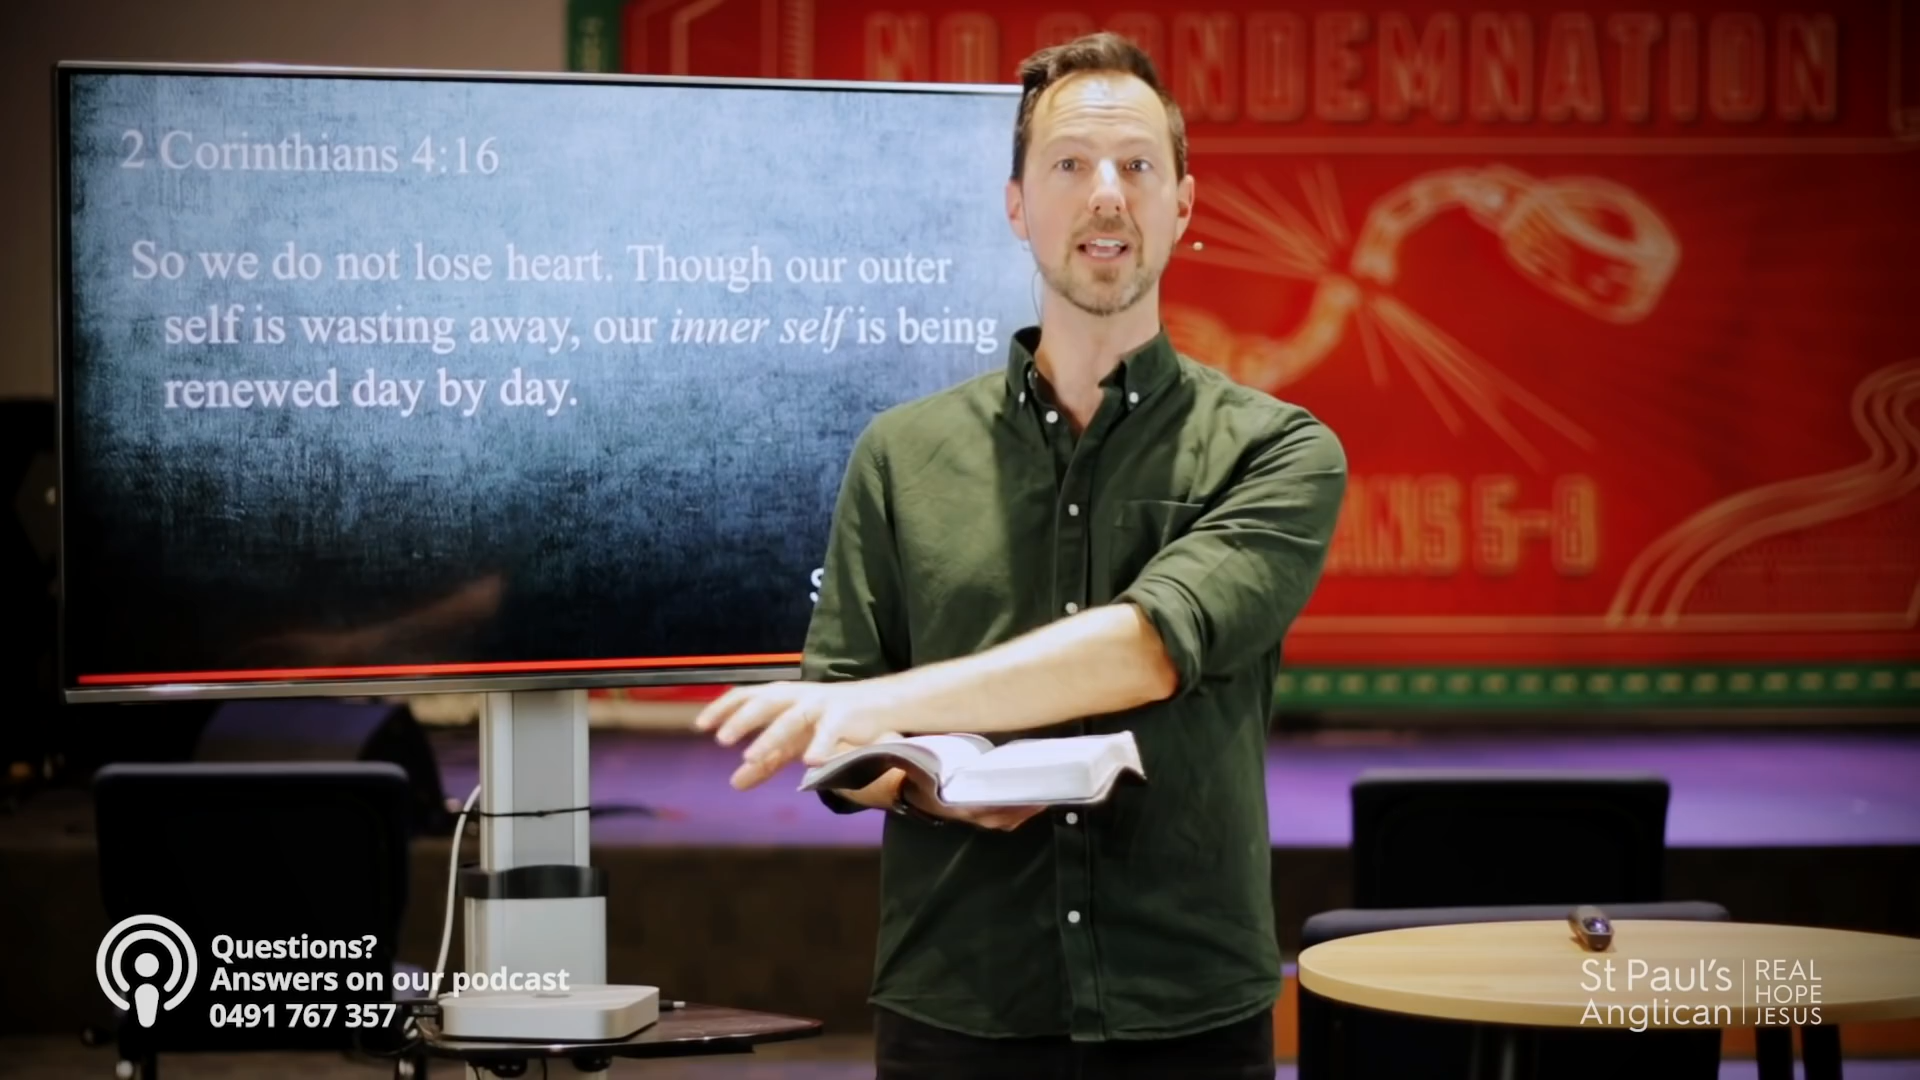 NO CONDEMNATION
2 Corinthians 4:16
So we do not lose heart. Though our outer
self is wasting away, our inner self is being
renewed day by day.
5-8
Questions?
Answers on our podcast
0491 767 357
St Paul's
Anglican
REAL
HOPE
JESUS